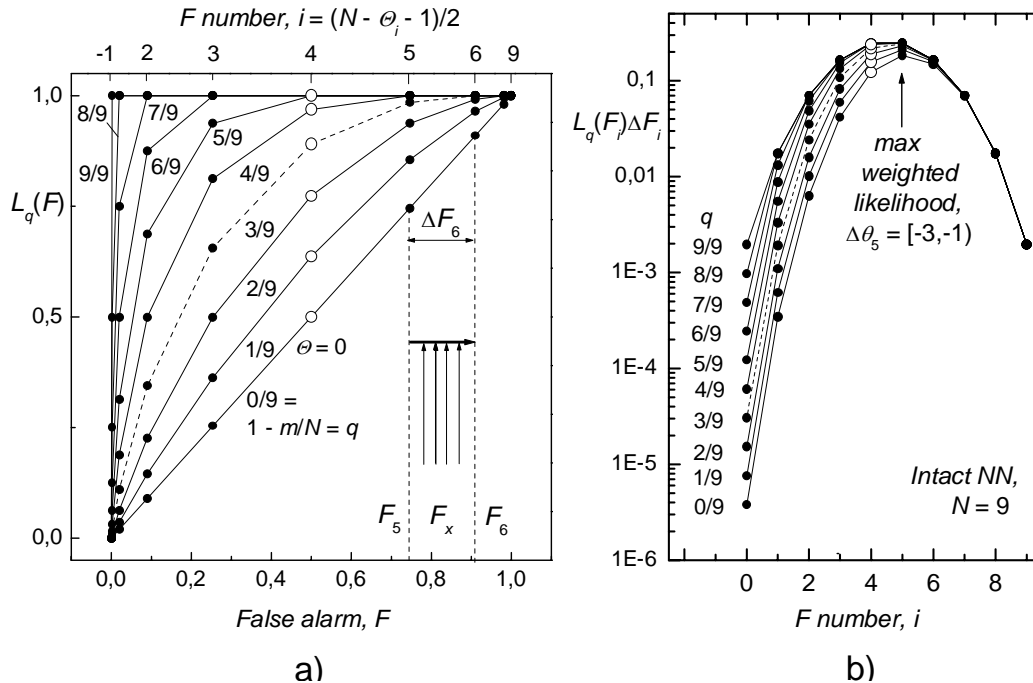 F number, i = (N - Θi - 1)/2
-1 2 3 4 5 6 9
1,0
0,5
0,0
Lq(F)
8/9
9/9
7/9
6/9
5/9
4/9
3/9
2/9
1/9
Θ = 0
0/9 =
1 - m/N = q
ΔF6
F5 Fx F6
0,0 0,2 0,4 0,6 0,8 1,0
False alarm, F
a)
0,1
Lq(Fi)ΔFi
0,01
1E-3
1E-4
1E-5
1E-6
max
weighted
likelihood,
Δθ5 = [-3,-1)
q
9/9
8/9
7/9
6/9
5/9
4/9
3/9
2/9
1/9
0/9
Intact NN,
N = 9
0 2 4 6 8
F number, i
b)